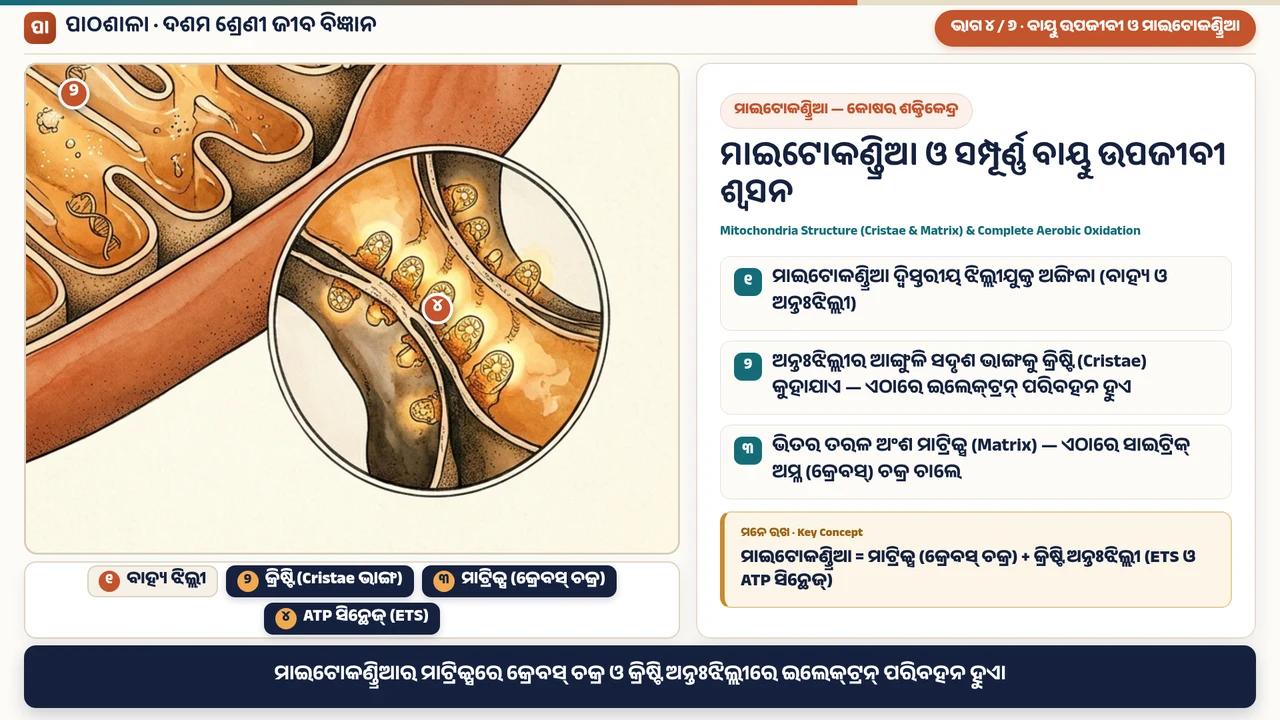 ପା ପାଠଶାଳା · ଦଶମ ଶ୍ରେଣୀ ଜୀବ ବିଜ୍ଞାନ
ଭାଗ ୪ / ୬ · ବାୟୁ ଉପଜୀବୀ ଓ ମାଇଟୋକଣ୍ଡ୍ରିଆ
୨
୪
୧ ବାହ୍ୟ ଝିଲ୍ଲୀ
୨ କ୍ରିଷ୍ଟି (Cristae ଭାଙ୍ଗ)
୩ ମାଟ୍ରିକ୍ସ (କ୍ରେବସ୍ ଚକ୍ର)
୪ ATP ସିନ୍ଥେଜ୍ (ETS)
ମାଇଟୋକଣ୍ଡ୍ରିଆ — କୋଷର ଶକ୍ତିକେନ୍ଦ୍ର
ମାଇଟୋକଣ୍ଡ୍ରିଆ ଓ ସମ୍ପୂର୍ଣ୍ଣ ବାୟୁ ଉପଜୀବୀ
ଶ୍ୱସନ
Mitochondria Structure (Cristae & Matrix) & Complete Aerobic Oxidation
୧ ମାଇଟୋକଣ୍ଡ୍ରିଆ ଦ୍ୱିସ୍ତରୀୟ ଝିଲ୍ଲୀଯୁକ୍ତ ଅଙ୍ଗିକା (ବାହ୍ୟ ଓ
ଅନ୍ତଃଝିଲ୍ଲୀ)
୨ ଅନ୍ତଃଝିଲ୍ଲୀର ଆଙ୍ଗୁଳି ସଦୃଶ ଭାଙ୍ଗକୁ କ୍ରିଷ୍ଟି (Cristae)
କୁହାଯାଏ — ଏଠାରେ ଇଲେକ୍‌ଟ୍ରନ୍ ପରିବହନ ହୁଏ
୩ ଭିତର ତରଳ ଅଂଶ ମାଟ୍ରିକ୍ସ (Matrix) — ଏଠାରେ ସାଇଟ୍ରିକ୍
ଅମ୍ଳ (କ୍ରେବସ୍) ଚକ୍ର ଚାଲେ
ମନେ ରଖ · Key Concept
ମାଇଟୋକଣ୍ଡ୍ରିଆ = ମାଟ୍ରିକ୍ସ (କ୍ରେବସ୍ ଚକ୍ର) + କ୍ରିଷ୍ଟି ଅନ୍ତଃଝିଲ୍ଲୀ (ETS ଓ
ATP ସିନ୍ଥେଜ୍)
ମାଇଟୋକଣ୍ଡ୍ରିଆର ମାଟ୍ରିକ୍ସରେ କ୍ରେବସ୍ ଚକ୍ର ଓ କ୍ରିଷ୍ଟି ଅନ୍ତଃଝିଲ୍ଲୀରେ ଇଲେକ୍‌ଟ୍ରନ୍ ପରିବହନ ହୁଏ।